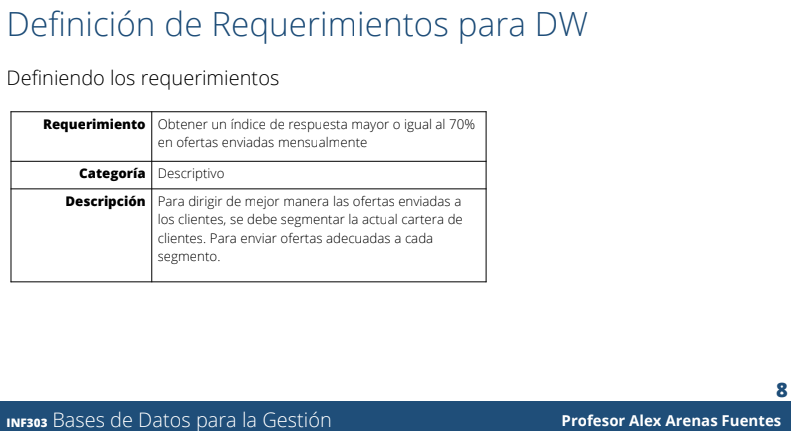 Definición de Requerimientos para DW
Definiendo los requerimientos
Requerimiento Obtener un índice de respuesta mayor o igual al 70%
en ofertas enviadas mensualmente
Categoría Descriptivo
Descripción Para dirigir de mejor manera las ofertas enviadas a
los clientes, se debe segmentar la actual cartera de
clientes. Para enviar ofertas adecuadas a cada
segmento.
8
INF303 Bases de Datos para la Gestión Profesor Alex Arenas Fuentes